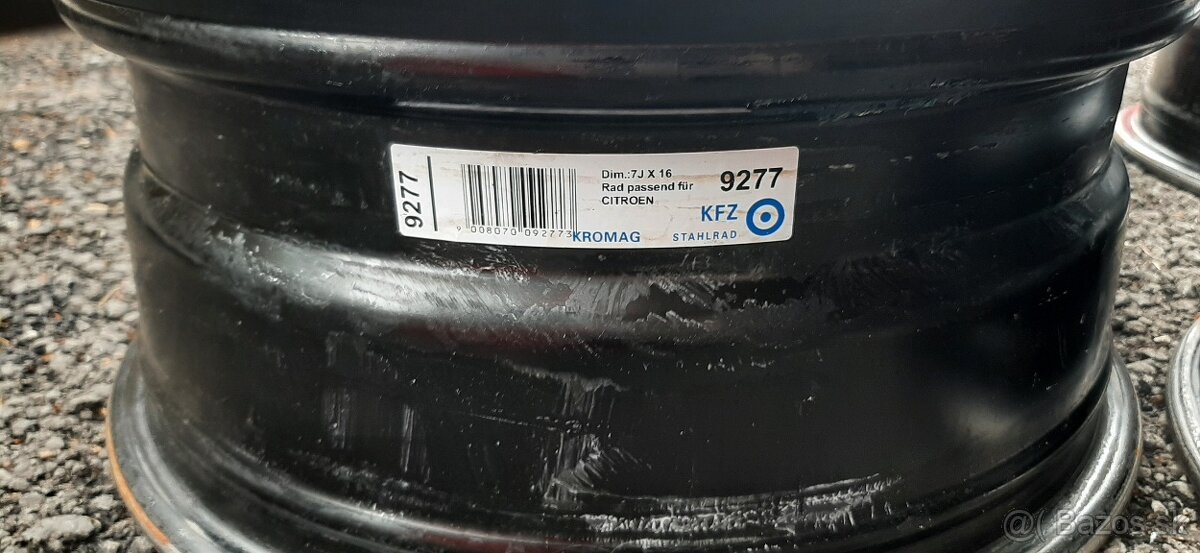 9277
9 008070 092773
Dim.:7J X 16
Rad passend für
CITROEN
9277
KFZ
KROMAG STAHLRAD
Bazos.sk